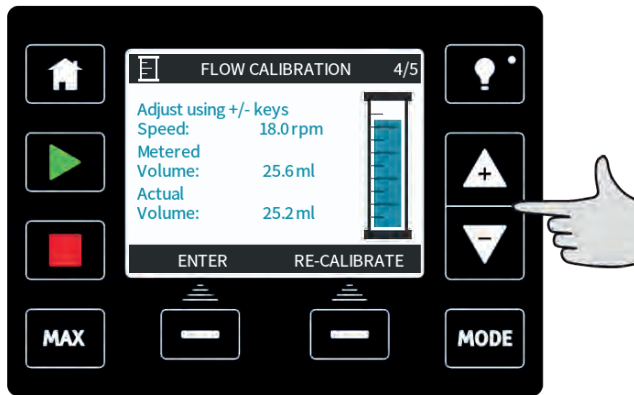 FLOW CALIBRATION 4/5
Adjust using +/- keys
Speed: 18.0 rpm
Metered
Volume: 25.6 ml
Actual
Volume: 25.2 ml
+
-
ENTER RE-CALIBRATE
MAX
MODE